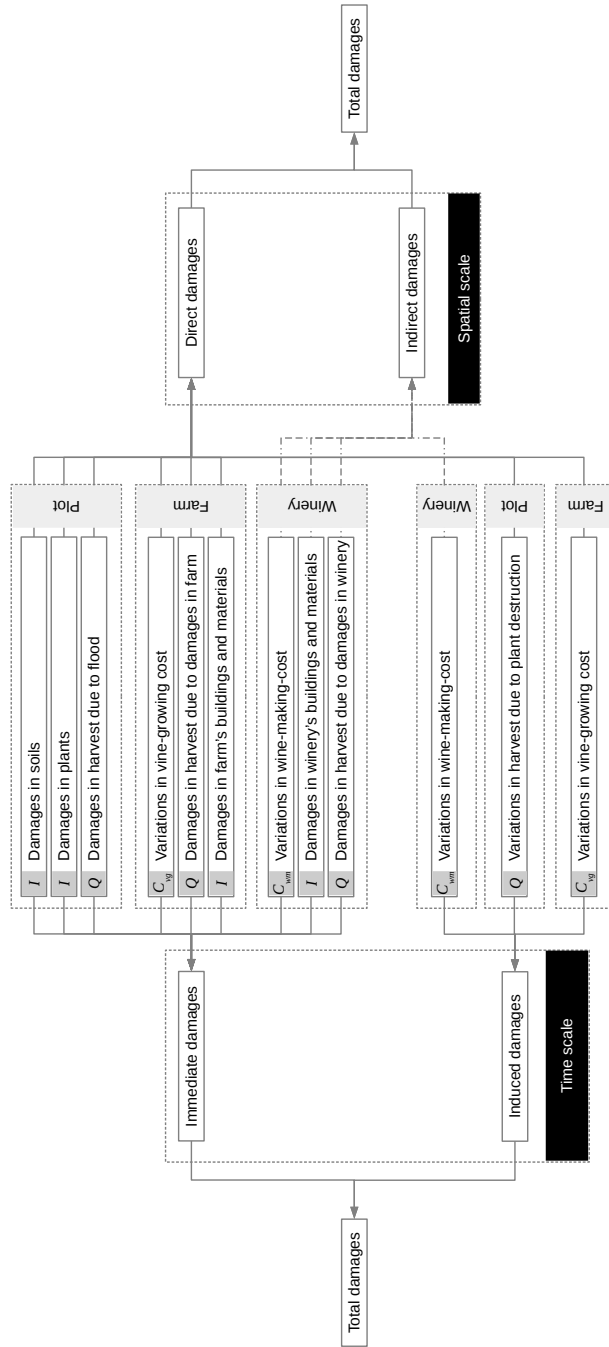 Total damages
Direct damages
Indirect damages
Spatial scale
Plot
Farm
Winery
Winery
Plot
Farm
I Damages in soils
I Damages in plants
Q Damages in harvest due to flood
Cvg Variations in vine-growing cost
Q Damages in harvest due to damages in farm
I Damages in farm's buildings and materials
Cwm Variations in wine-making-cost
I Damages in winery's buildings and materials
Q Damages in harvest due to damages in winery
Cwm Variations in wine-making-cost
Q Variations in harvest due to plant destruction
Cvg Variations in vine-growing cost
Immediate damages
Induced damages
Time scale
Total damages